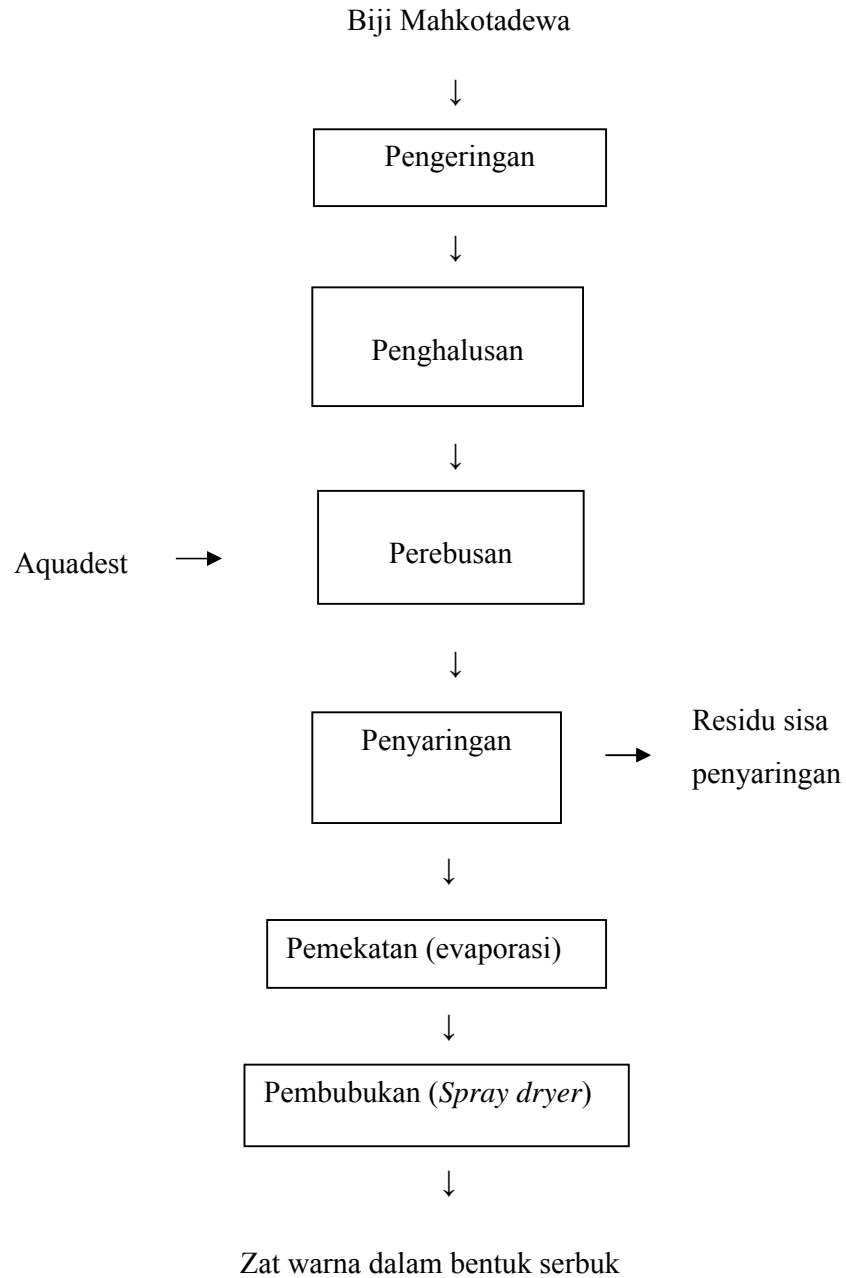 Biji Mahkotadewa
↓
Pengeringan
↓
Penghalusan
↓
Aquadest → Perebusan
↓
Penyaringan → Residu sisa
penyaringan
↓
Pemekatan (evaporasi)
↓
Pembubukan (Spray dryer)
↓
Zat warna dalam bentuk serbuk